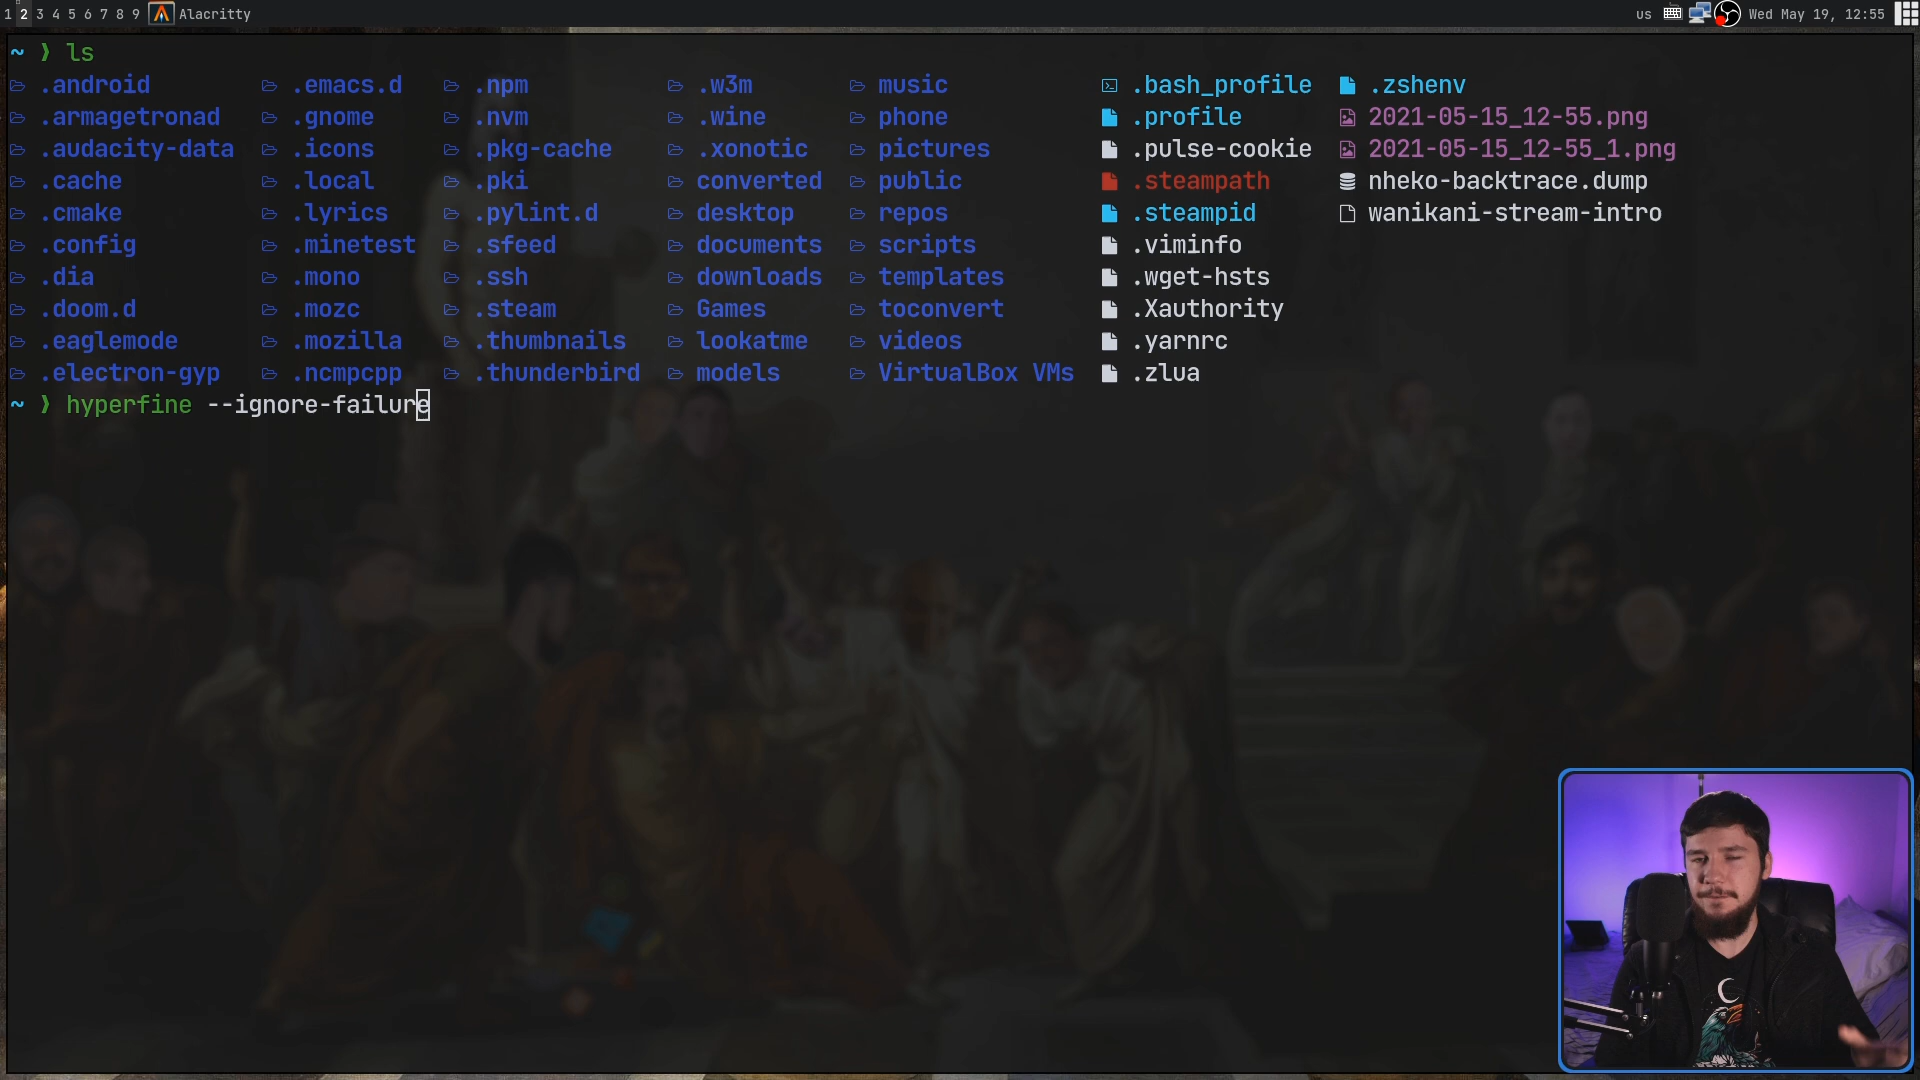 1 2 3 4 5 6 7 8 9 Alacritty us Wed May 19, 12:55
~ ❯ ls
.android .emacs.d .npm .w3m music .bash_profile .zshenv
.armagetronad .gnome .nvm .wine phone .profile 2021-05-15_12-55.png
.audacity-data .icons .pkg-cache .xonotic pictures .pulse-cookie 2021-05-15_12-55_1.png
.cache .local .pki converted public .steampath nheko-backtrace.dump
.cmake .lyrics .pylint.d desktop repos .steampid wanikani-stream-intro
.config .minetest .sfeed documents scripts .viminfo
.dia .mono .ssh downloads templates .wget-hsts
.doom.d .mozc .steam Games toconvert .Xauthority
.eaglemode .mozilla .thumbnails lookatme videos .yarnrc
.electron-gyp .ncmpcpp .thunderbird models VirtualBox VMs .zlua
~ ❯ hyperfine --ignore-failure